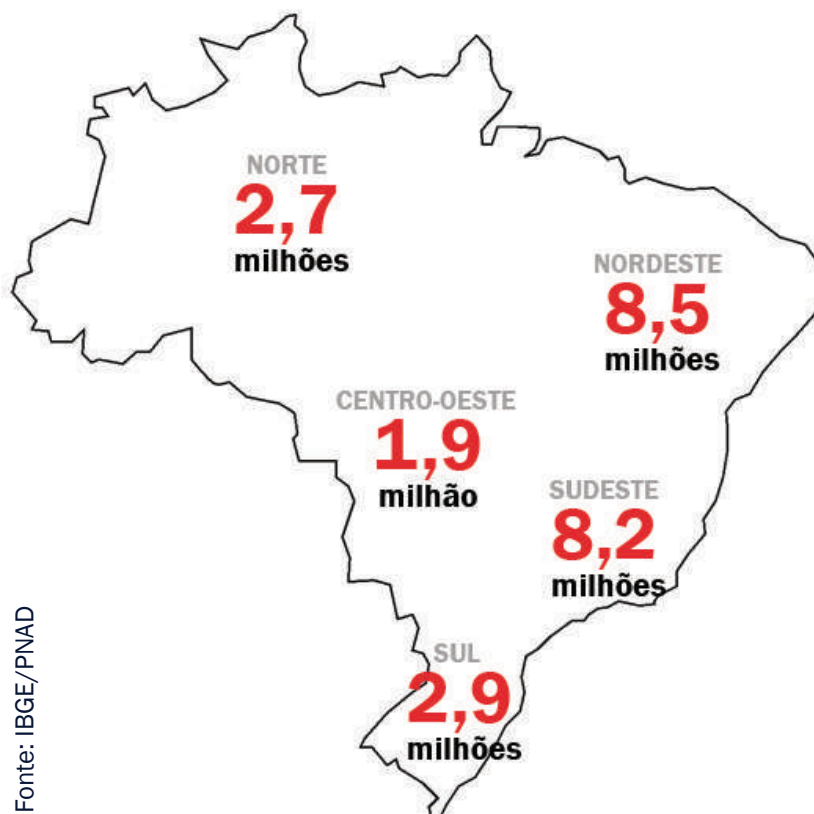 NORTE
2,7
milhões
NORDESTE
8,5
milhões
CENTRO-OESTE
1,9
milhão
SUDESTE
8,2
milhões
SUL
2,9
milhões
Fonte: IBGE/PNAD